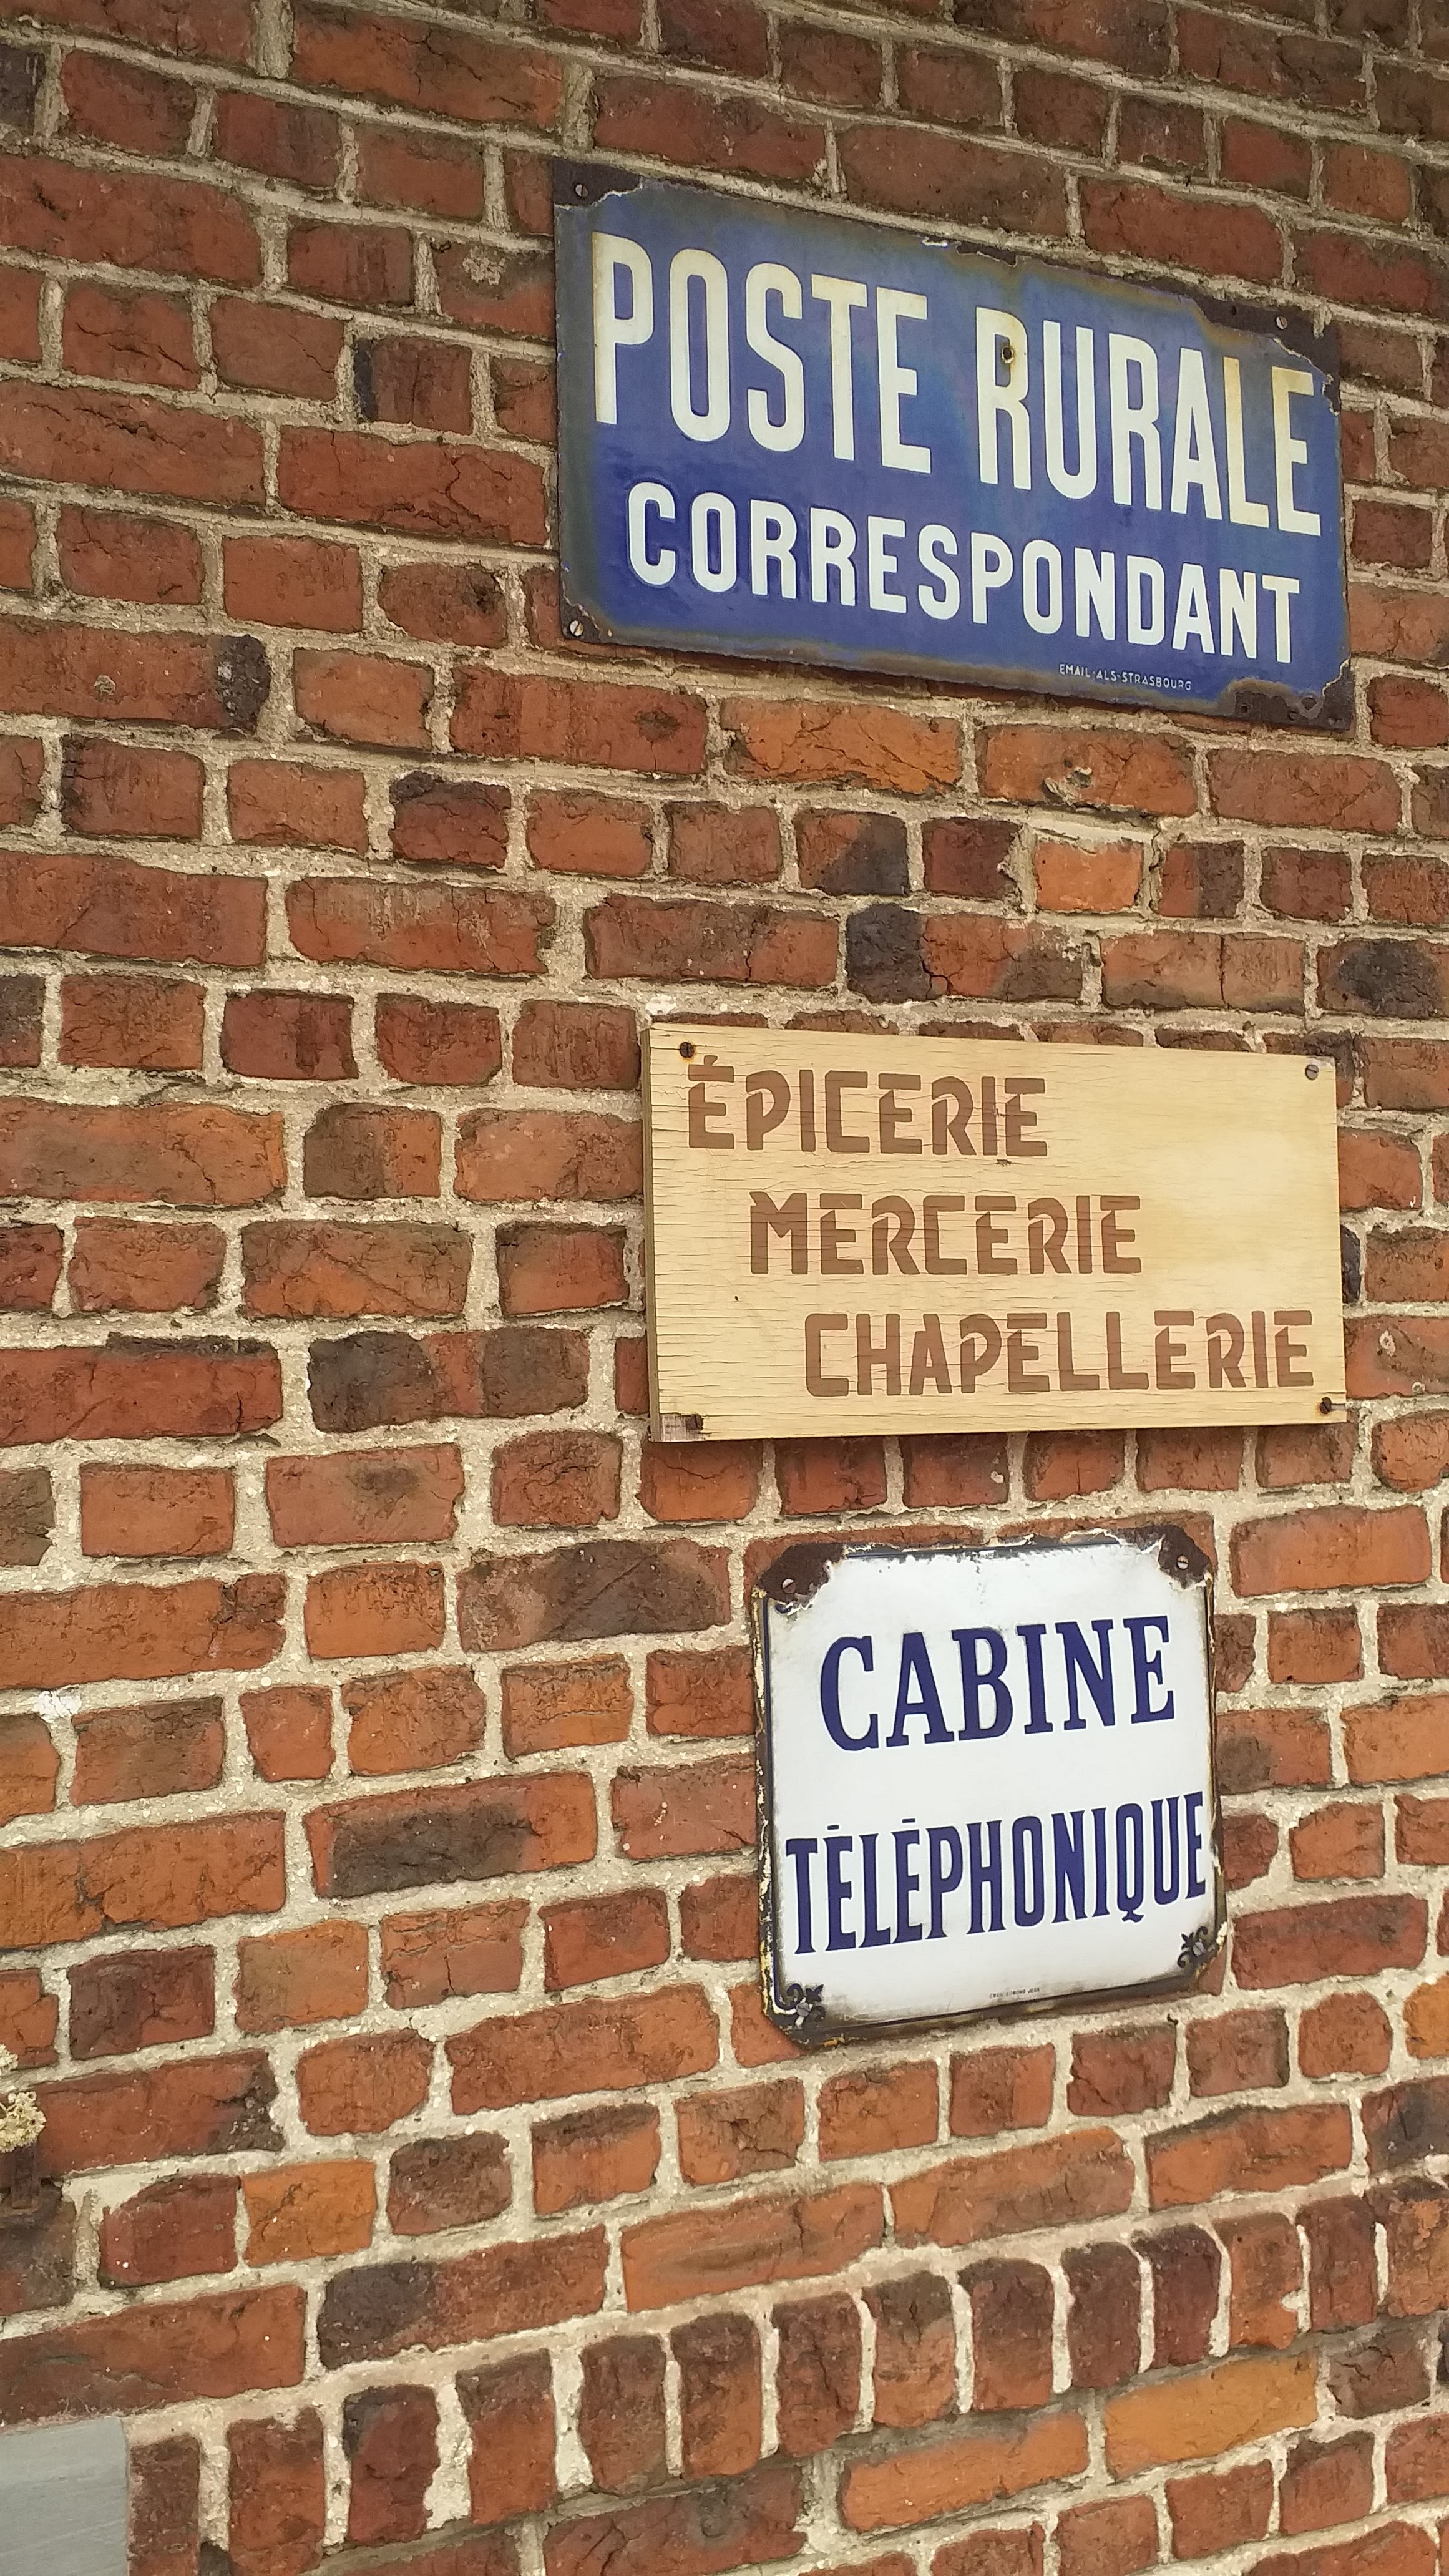 POSTE RURALE
CORRESPONDANT
EMAIL-ALS-STRASBOURG
ÉPICERIE
MERCERIE
CHAPELLERIE
CABINE
TÉLÉPHONIQUE